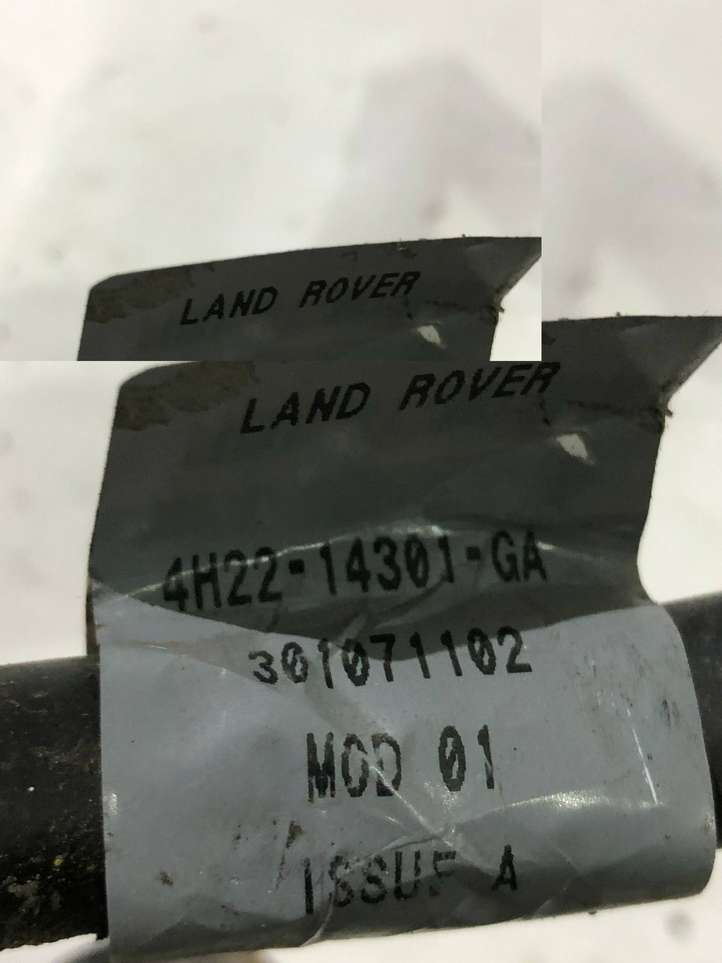 LAND ROVER
LAND ROVER
4H22-14301-GA
301071102
MOD 01
ISSUE A